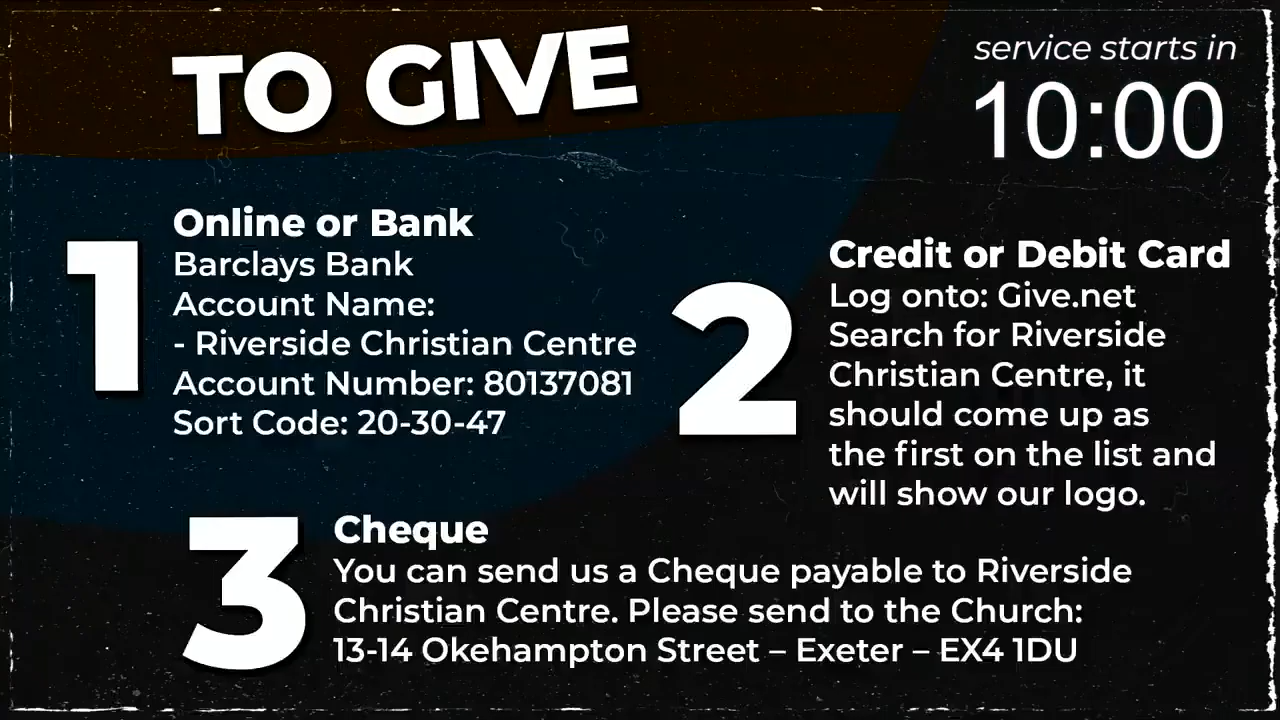 TO GIVE
service starts in
10:00
1
Online or Bank
Barclays Bank
Account Name:
- Riverside Christian Centre
Account Number: 80137081
Sort Code: 20-30-47
2
Credit or Debit Card
Log onto: Give.net
Search for Riverside
Christian Centre, it
should come up as
the first on the list and
will show our logo.
3
Cheque
You can send us a Cheque payable to Riverside
Christian Centre. Please send to the Church:
13-14 Okehampton Street – Exeter – EX4 1DU